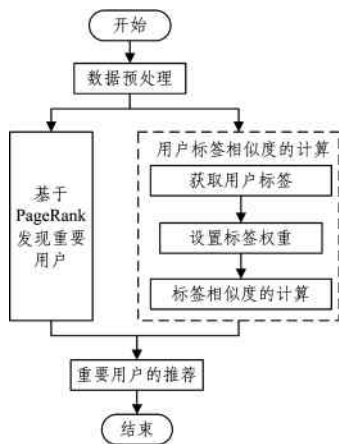 开始
数据预处理
基于
PageRank
发现重要
用户
用户标签相似度的计算
获取用户标签
设置标签权重
标签相似度的计算
重要用户的推荐
结束